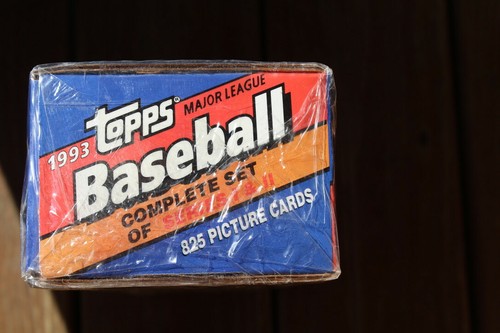 1993 Topps® MAJOR LEAGUE
Baseball
COMPLETE SET
OF
825 PICTURE CARDS